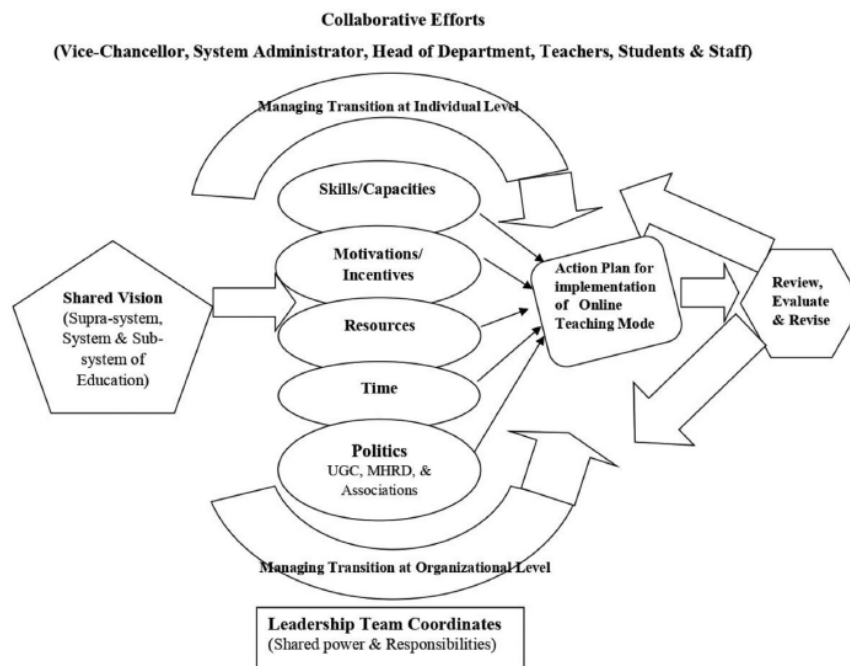 Collaborative Efforts
(Vice-Chancellor, System Administrator, Head of Department, Teachers, Students & Staff)
Managing Transition at Individual Level
Skills/Capacities
Motivations/
Incentives
Resources
Time
Politics
UGC, MHRD, &
Associations
Shared Vision
(Supra-system,
System & Sub-
system of
Education)
Action Plan for
implementation
of Online
Teaching Mode
Review,
Evaluate
& Revise
Managing Transition at Organizational Level
Leadership Team Coordinates
(Shared power & Responsibilities)